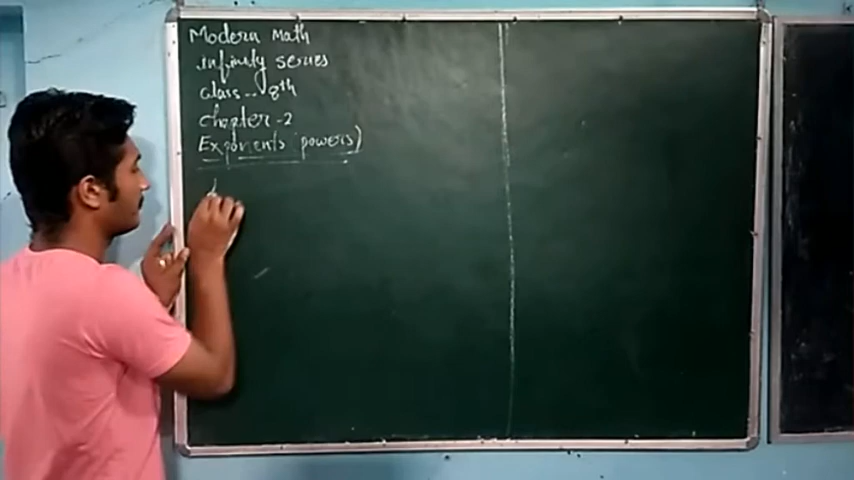 Modern Math
infinity series
class.. 8th
chapter-2
Exponents powers)